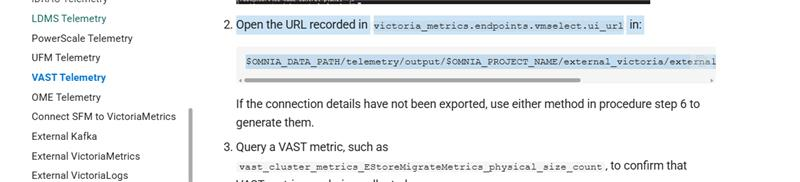 LDMS Telemetry
PowerScale Telemetry
UFM Telemetry
VAST Telemetry
OME Telemetry
Connect SFM to VictoriaMetrics
External Kafka
External VictoriaMetrics
External VictoriaLogs
2. Open the URL recorded in victoria_metrics.endpoints.vmselect.ui_url in:
$OMNIA_DATA_PATH/telemetry/output/$OMNIA_PROJECT_NAME/external_victoria/external
If the connection details have not been exported, use either method in procedure step 6 to
generate them.
3. Query a VAST metric, such as
vast_cluster_metrics_EStoreMigrateMetrics_physical_size_count, to confirm that